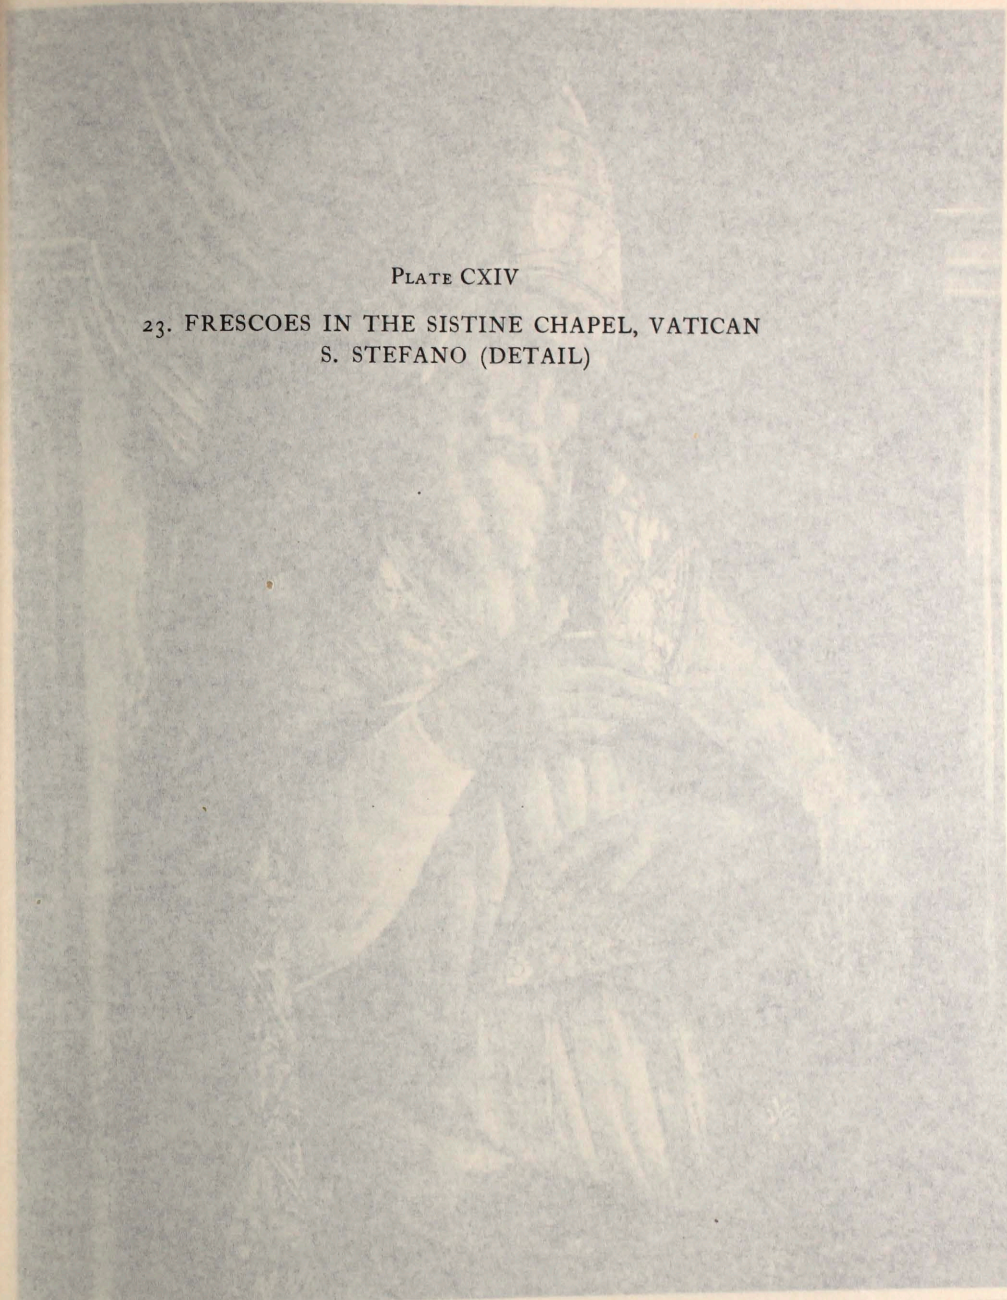 Plate CXIV
23. FRESCOES IN THE SISTINE CHAPEL, VATICAN
S. STEFANO (DETAIL)